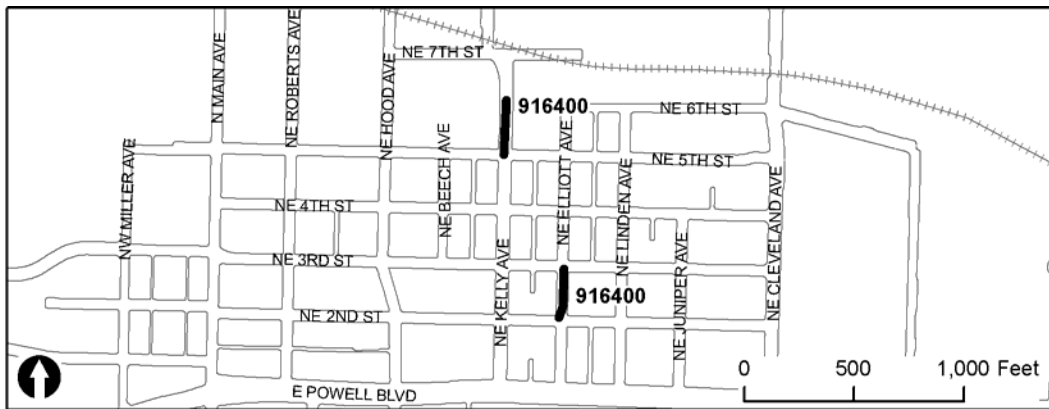 NE 7TH ST
N MAIN AVE
NE ROBERTS AVE
NE HOOD AVE
916400
NE 6TH ST
NW MILLER AVE
NE BEECH AVE
NE ELLIOTT AVE
NE 5TH ST
NE LINDEN AVE
NE CLEVELAND AVE
NE 4TH ST
NE 3RD ST
NE KELLY AVE
NE JUNIPER AVE
916400
NE 2ND ST
E POWELL BLVD
0 500 1,000 Feet